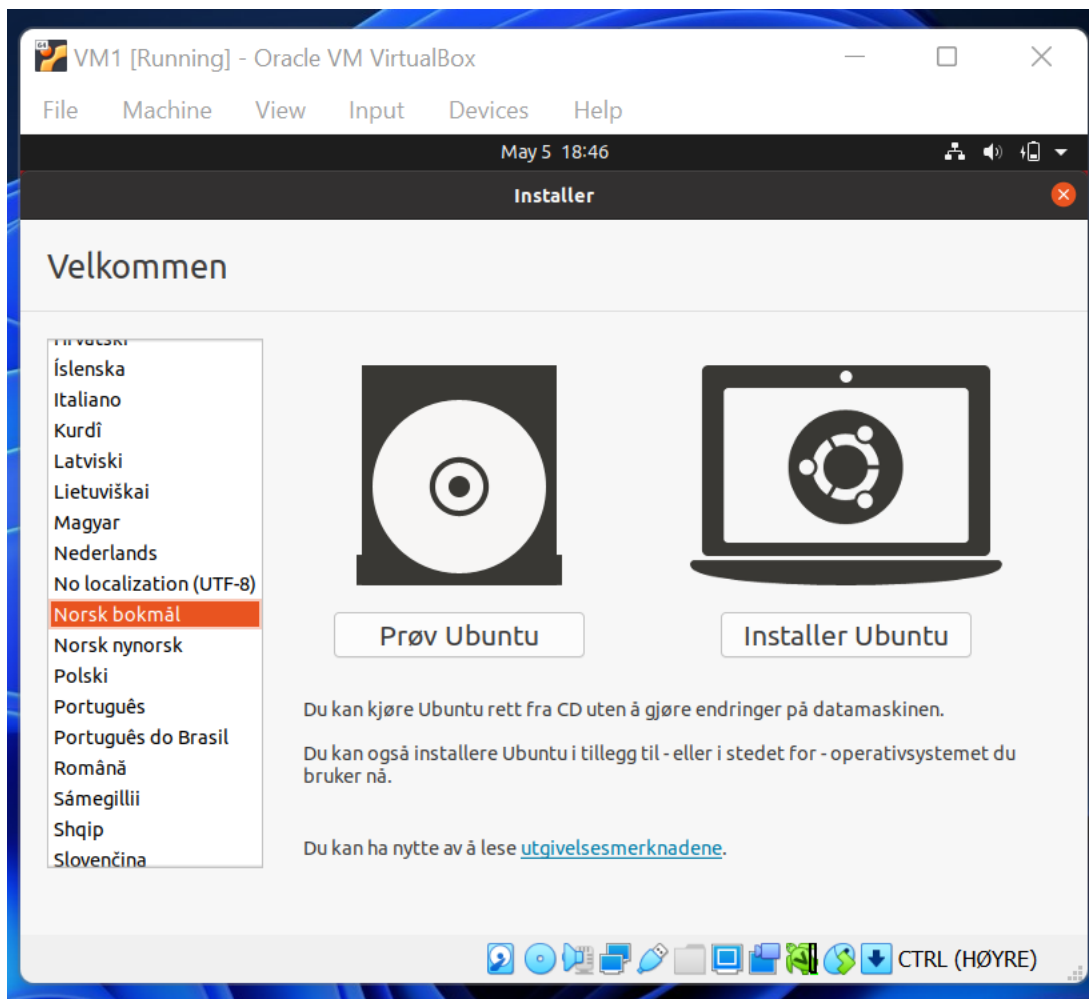 VM1 [Running] - Oracle VM VirtualBox
File Machine View Input Devices Help
May 5 18:46
Installer
Velkommen
Hrvatski
Íslenska
Italiano
Kurdî
Latviski
Lietuviškai
Magyar
Nederlands
No localization (UTF-8)
Norsk bokmål
Norsk nynorsk
Polski
Português
Português do Brasil
Română
Sámegillii
Shqip
Slovenčina
Prøv Ubuntu
Installer Ubuntu
Du kan kjøre Ubuntu rett fra CD uten å gjøre endringer på datamaskinen.
Du kan også installere Ubuntu i tillegg til - eller i stedet for - operativsystemet du
bruker nå.
Du kan ha nytte av å lese utgivelsesmerknadene.
CTRL (HØYRE)